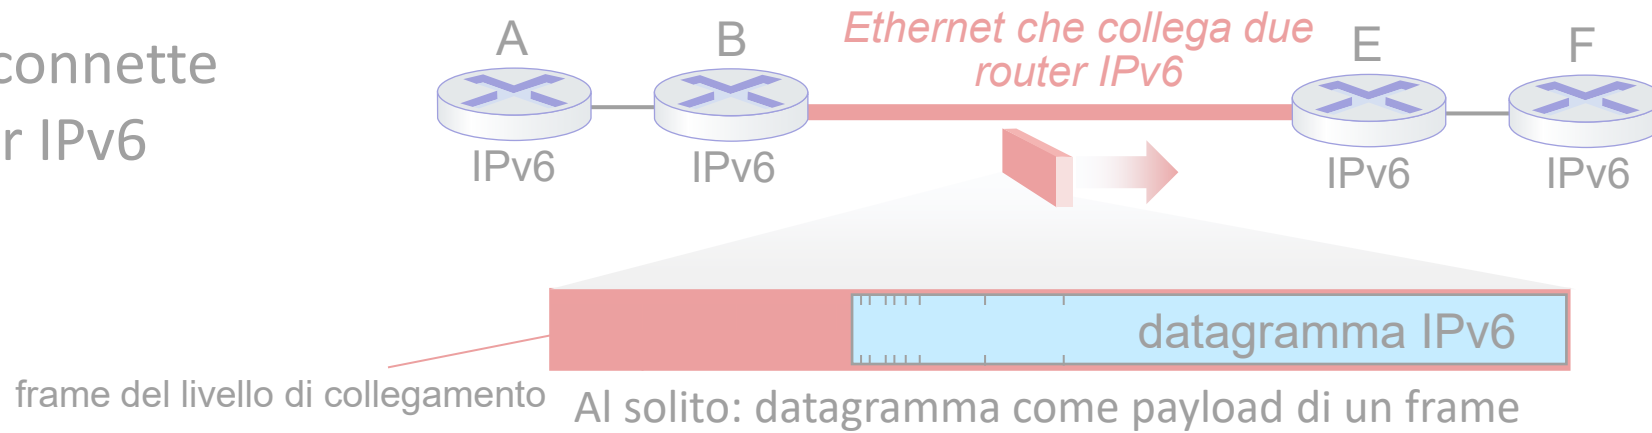 connette
r IPv6
A
B
Ethernet che collega due
router IPv6
E
F
IPv6
IPv6
IPv6
IPv6
datagramma IPv6
frame del livello di collegamento
Al solito: datagramma come payload di un frame